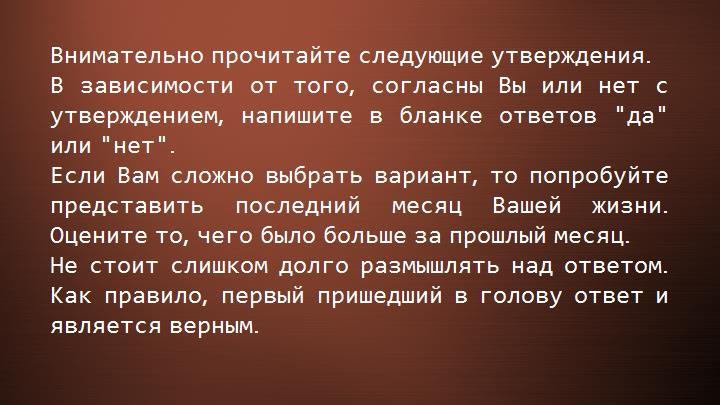 Внимательно прочитайте следующие утверждения.
В зависимости от того, согласны Вы или нет с
утверждением, напишите в бланке ответов "да"
или "нет".
Если Вам сложно выбрать вариант, то попробуйте
представить последний месяц Вашей жизни.
Оцените то, чего было больше за прошлый месяц.
Не стоит слишком долго размышлять над ответом.
Как правило, первый пришедший в голову ответ и
является верным.